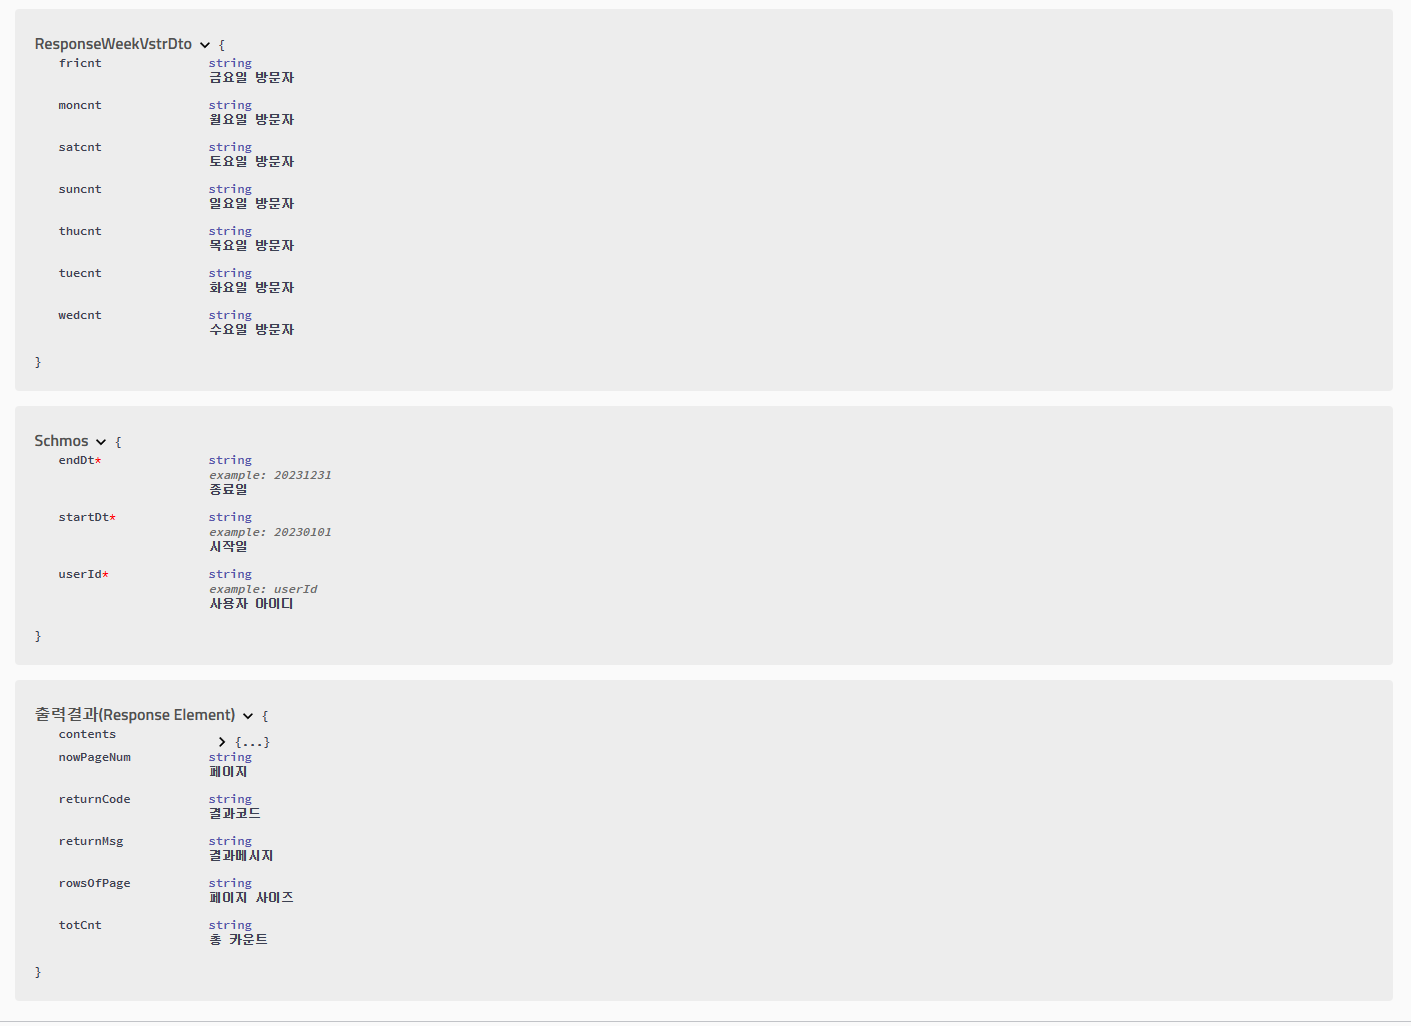 ResponseWeekVstrDto {
fricnt string
금요일 방문자
moncnt string
월요일 방문자
satcnt string
토요일 방문자
suncnt string
일요일 방문자
thucnt string
목요일 방문자
tuecnt string
화요일 방문자
wedcnt string
수요일 방문자
}
Schmos {
endDt* string
example: 20231231
종료일
startDt* string
example: 20230101
시작일
userId* string
example: userId
사용자 아이디
}
출력결과(Response Element) {
contents {...}
nowPageNum string
페이지
returnCode string
결과코드
returnMsg string
결과메시지
rowsOfPage string
페이지 사이즈
totCnt string
총 카운트
}